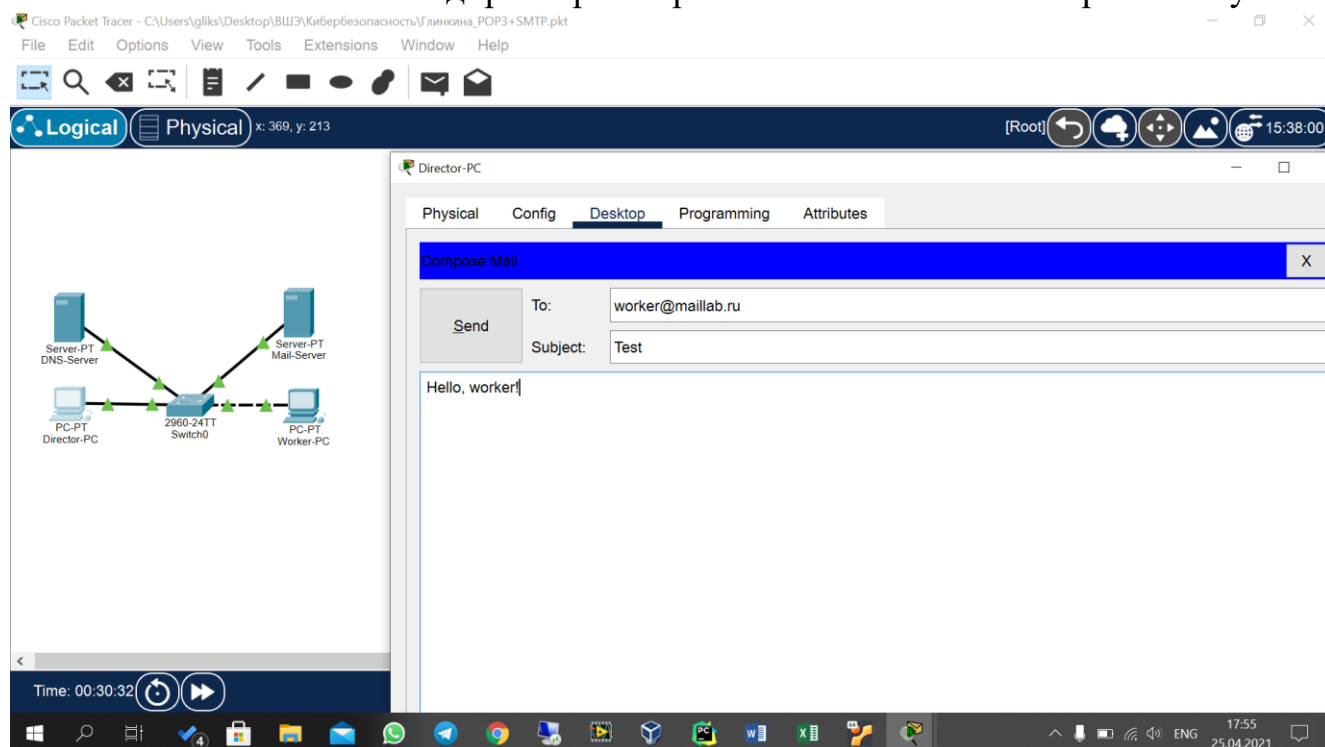 Cisco Packet Tracer - C:\Users\gliks\Desktop\ВШЭ\Кибербезопасность\Глинкина_POP3+SMTP.pkt
File Edit Options View Tools Extensions Window Help
Logical Physical x: 369, y: 213 [Root] 15:38:00
Director-PC
Physical Config Desktop Programming Attributes
Compose Mail X
Send
To: worker@maillab.ru
Subject: Test
Hello, worker!
Server-PT
DNS-Server
Server-PT
Mail-Server
PC-PT
Director-PC
2960-24TT
Switch0
PC-PT
Worker-PC
Time: 00:30:32
4
ENG
17:55
25.04.2021